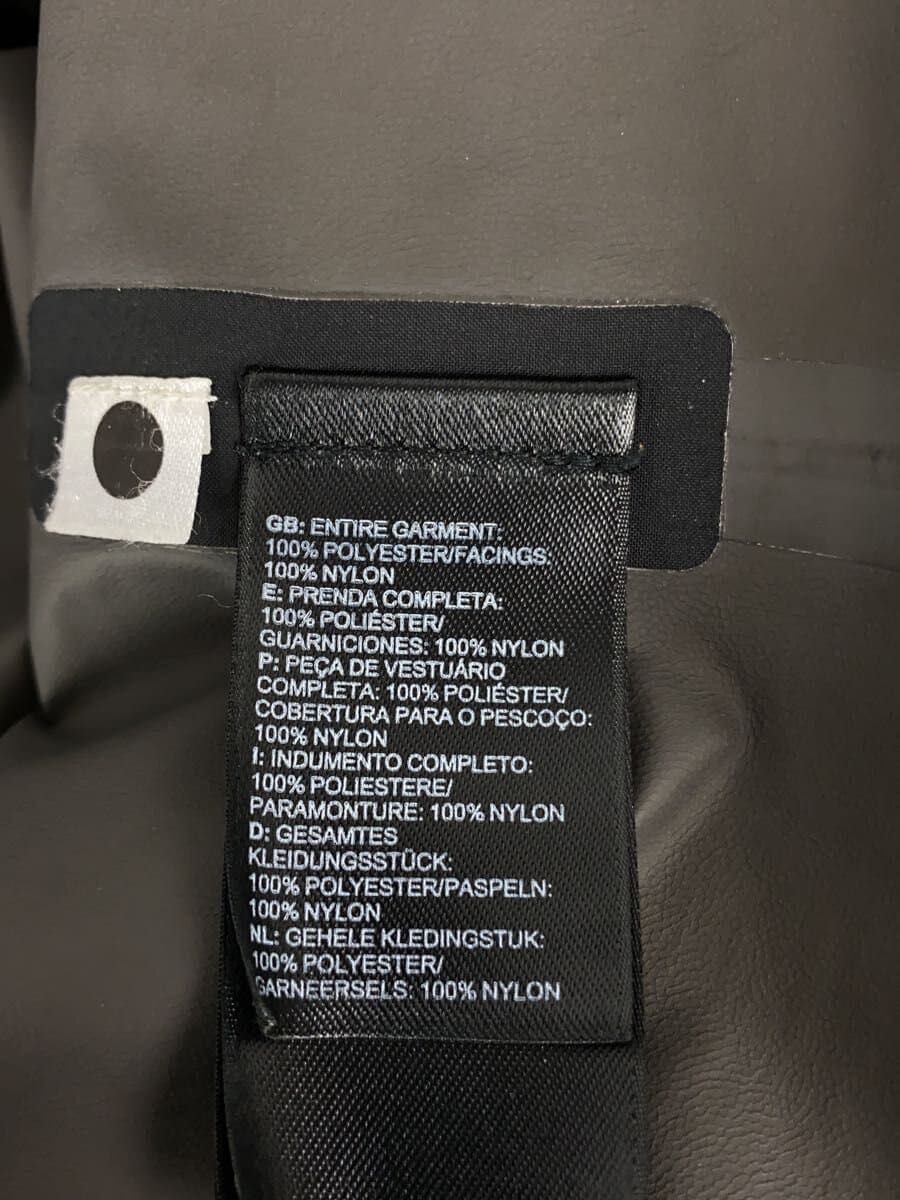 GB: ENTIRE GARMENT:
100% POLYESTER/FACINGS:
100% NYLON
E: PRENDA COMPLETA:
100% POLIÉSTER/
GUARNICIONES: 100% NYLON
P: PEÇA DE VESTUÁRIO
COMPLETA: 100% POLIÉSTER/
COBERTURA PARA O PESCOÇO:
100% NYLON
I: INDUMENTO COMPLETO:
100% POLIESTERE/
PARAMONTURE: 100% NYLON
D: GESAMTES
KLEIDUNGSSTÜCK:
100% POLYESTER/PASPELN:
100% NYLON
NL: GEHELE KLEDINGSTUK:
100% POLYESTER/
GARNEERSELS: 100% NYLON